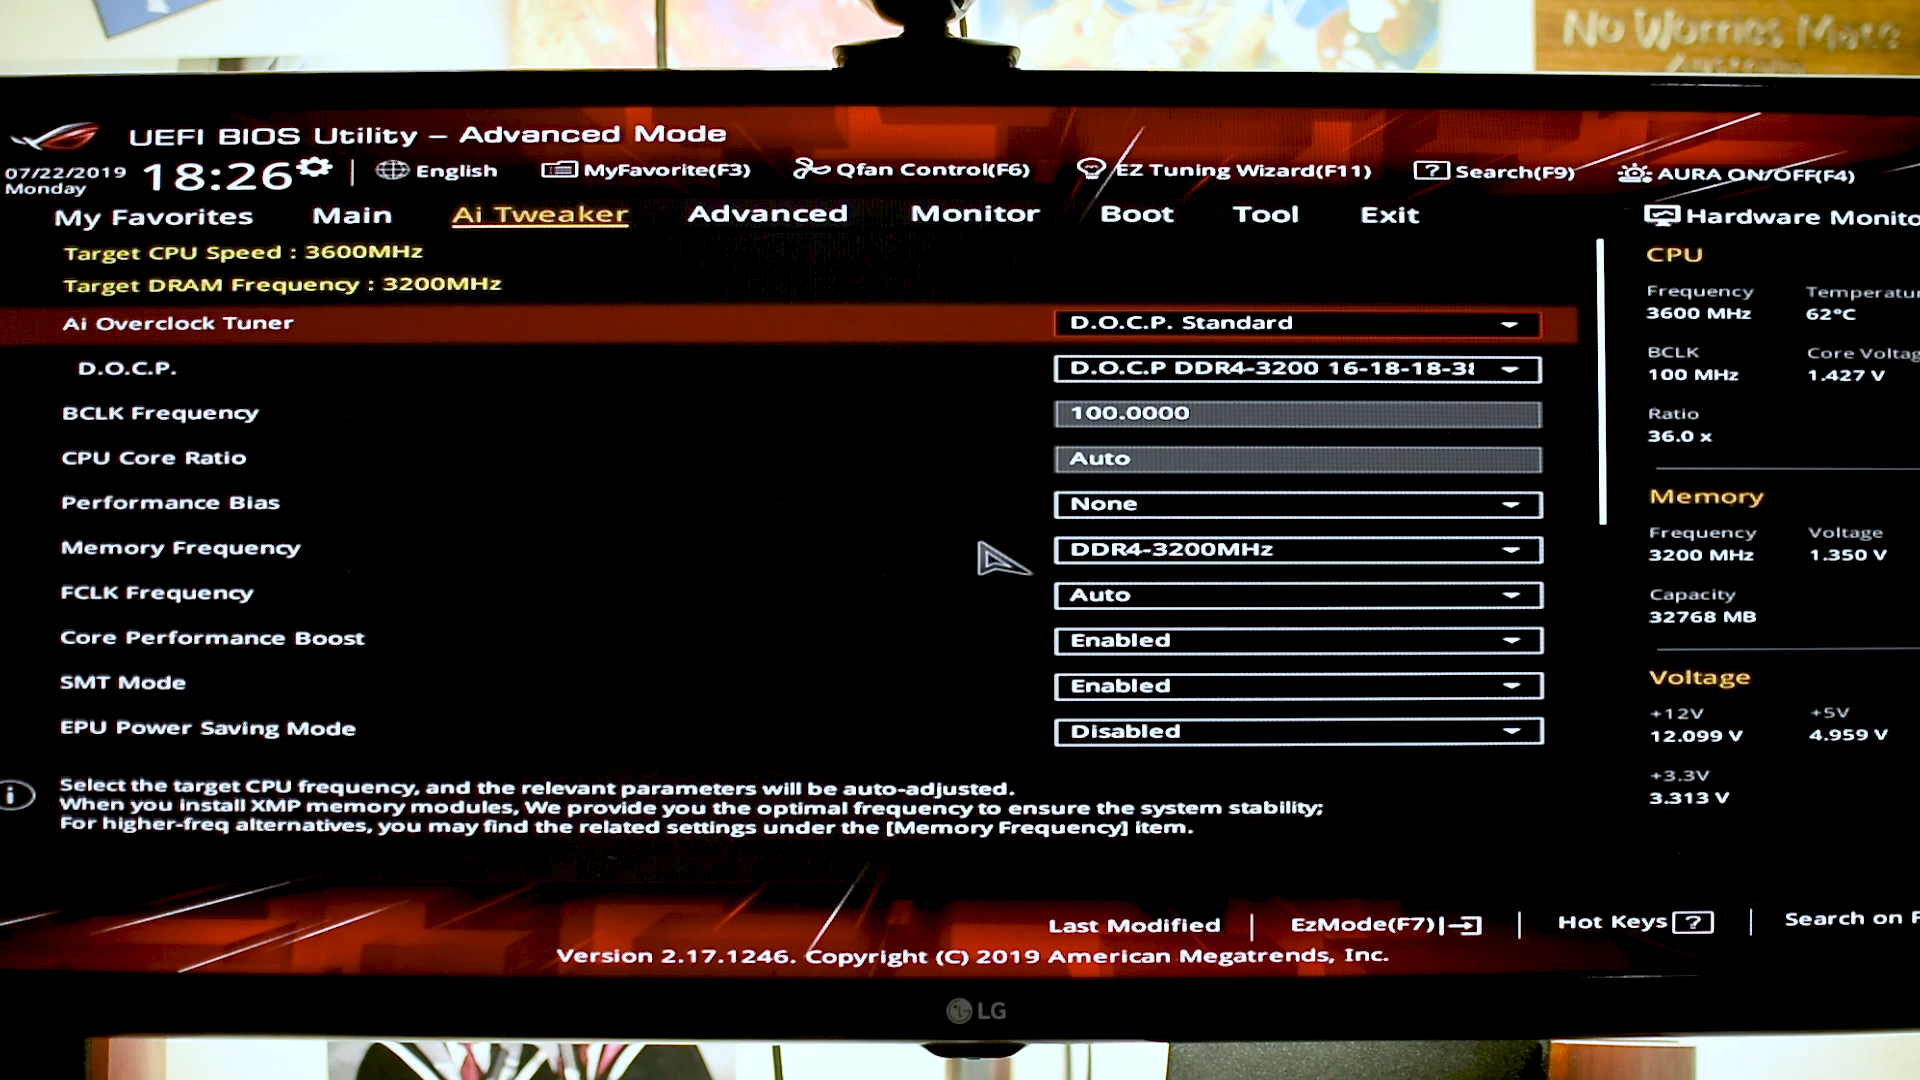 No Worries Mate
UEFI BIOS Utility – Advanced Mode
07/22/2019
Monday
18:26
English
MyFavorite(F3)
Qfan Control(F6)
EZ Tuning Wizard(F11)
Search(F9)
AURA ON/OFF(F4)
My Favorites
Main
Ai Tweaker
Advanced
Monitor
Boot
Tool
Exit
Hardware Monito
Target CPU Speed : 3600MHz
Target DRAM Frequency : 3200MHz
Ai Overclock Tuner
D.O.C.P. Standard
D.O.C.P.
D.O.C.P DDR4-3200 16-18-18-38
BCLK Frequency
100.0000
CPU Core Ratio
Auto
Performance Bias
None
Memory Frequency
DDR4-3200MHz
FCLK Frequency
Auto
Core Performance Boost
Enabled
SMT Mode
Enabled
EPU Power Saving Mode
Disabled
CPU
Frequency
Temperatur
3600 MHz
62°C
BCLK
Core Voltag
100 MHz
1.427 V
Ratio
36.0 x
Memory
Frequency
Voltage
3200 MHz
1.350 V
Capacity
32768 MB
Voltage
+12V
+5V
12.099 V
4.959 V
+3.3V
3.313 V
Select the target CPU frequency, and the relevant parameters will be auto-adjusted.
When you install XMP memory modules, We provide you the optimal frequency to ensure the system stability;
For higher-freq alternatives, you may find the related settings under the [Memory Frequency] item.
Last Modified
EzMode(F7)
Hot Keys ?
Search on F
Version 2.17.1246. Copyright (C) 2019 American Megatrends, Inc.
LG